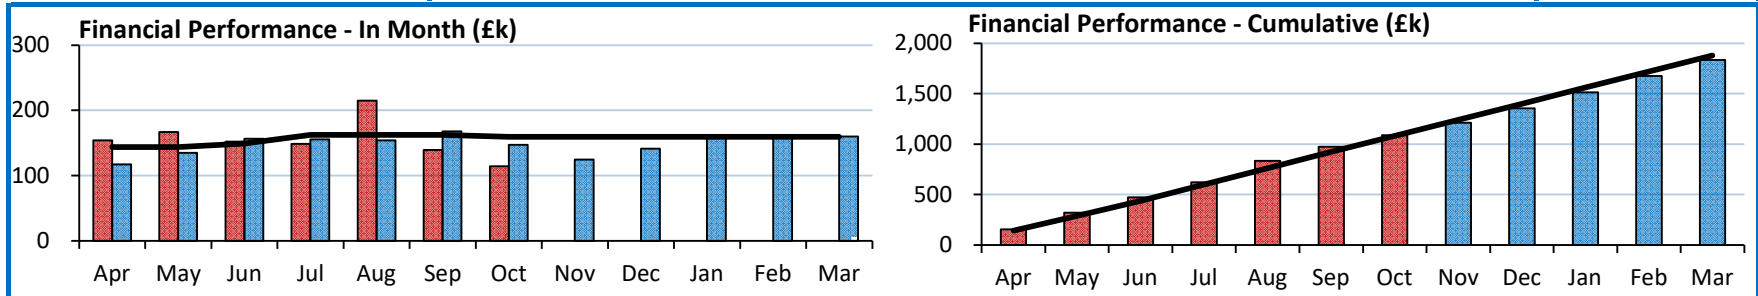 Financial Performance - In Month (£k)
300
200
100
0
Apr May Jun Jul Aug Sep Oct Nov Dec Jan Feb Mar
Financial Performance - Cumulative (£k)
2,000
1,500
1,000
500
0
Apr May Jun Jul Aug Sep Oct Nov Dec Jan Feb Mar